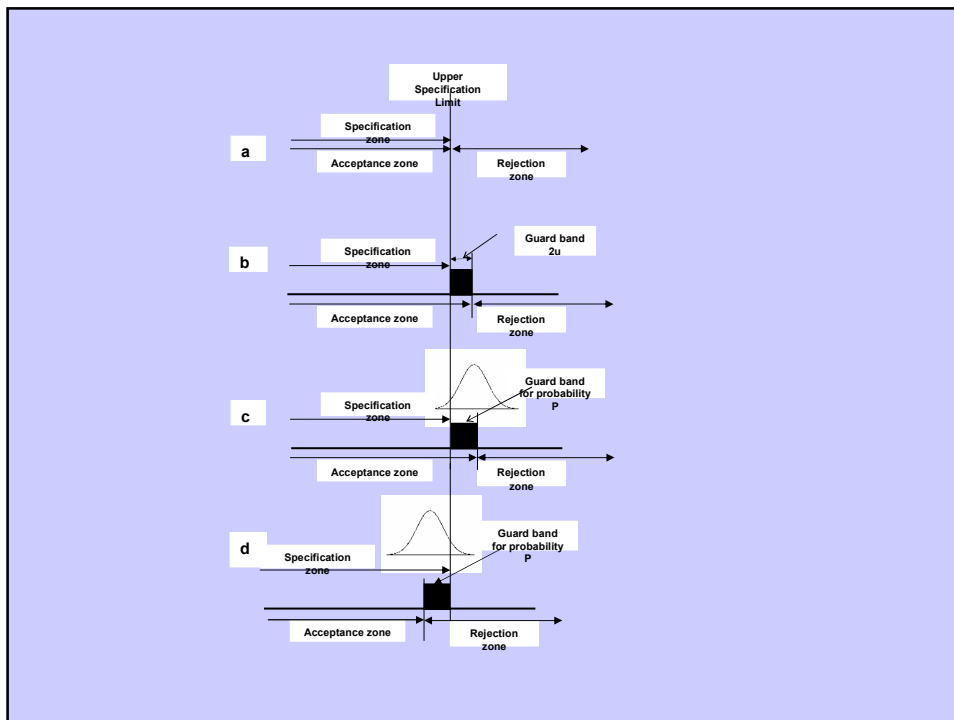 Upper
Specification
Limit
Specification
zone
a
Acceptance zone
Rejection
zone
Guard band
2u
Specification
zone
b
Acceptance zone
Rejection
zone
Guard band
for probability
P
Specification
zone
c
Acceptance zone
Rejection
zone
Guard band
for probability
P
d
Specification
zone
Acceptance zone
Rejection
zone